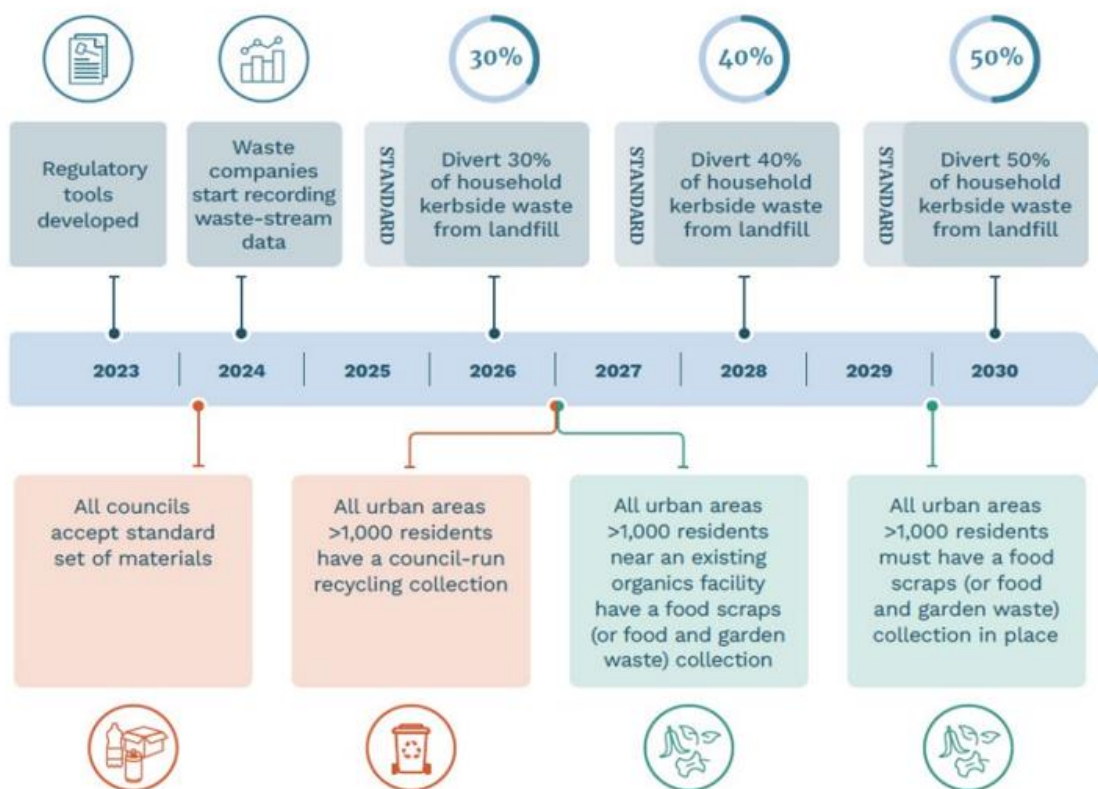 30%
40%
50%
Regulatory
tools
developed
Waste
companies
start recording
waste-stream
data
STANDARD
Divert 30%
of household
kerbside waste
from landfill
STANDARD
Divert 40%
of household
kerbside waste
from landfill
STANDARD
Divert 50%
of household
kerbside waste
from landfill
2023
2024
2025
2026
2027
2028
2029
2030
All councils
accept standard
set of materials
All urban areas
>1,000 residents
have a council-run
recycling collection
All urban areas
>1,000 residents
near an existing
organics facility
have a food scraps
(or food and garden
waste) collection
All urban areas
>1,000 residents
must have a food
scraps (or food
and garden waste)
collection in place